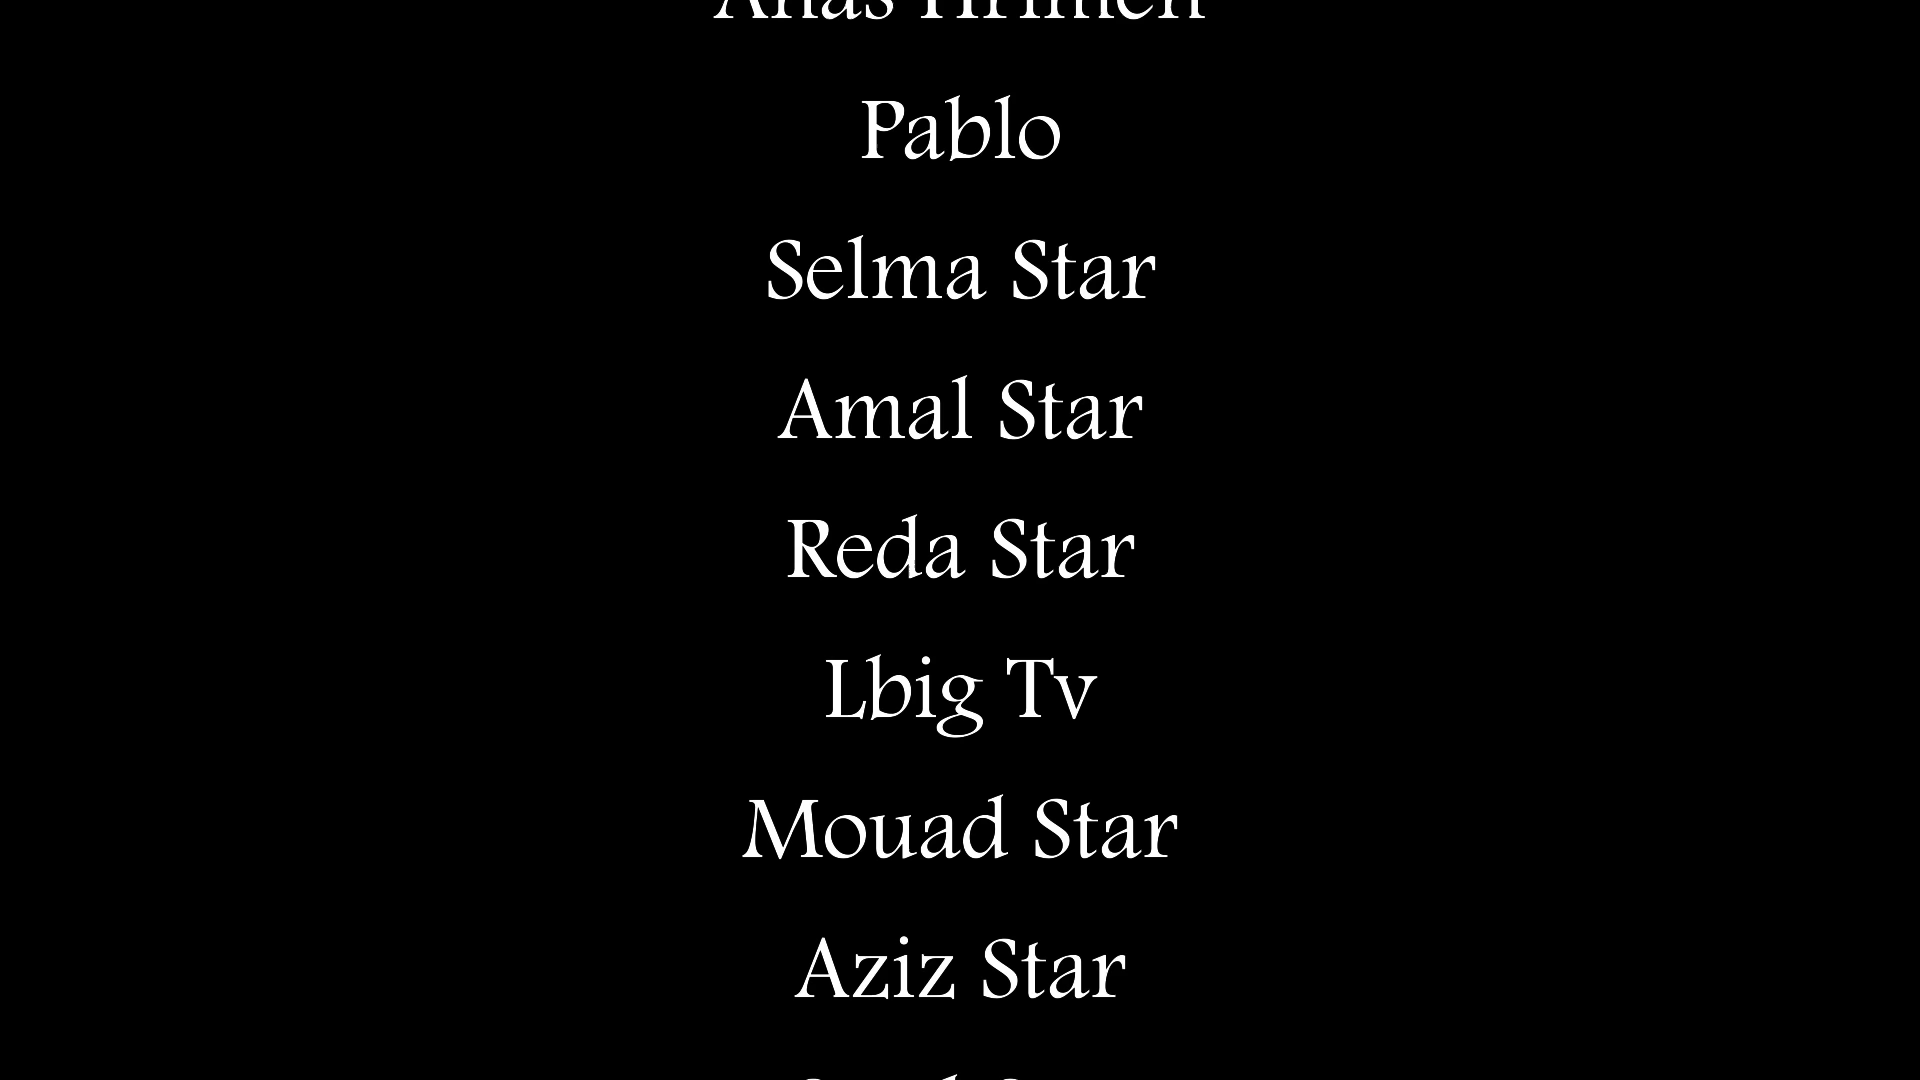 Pablo
Selma Star
Amal Star
Reda Star
Lbig Tv
Mouad Star
Aziz Star